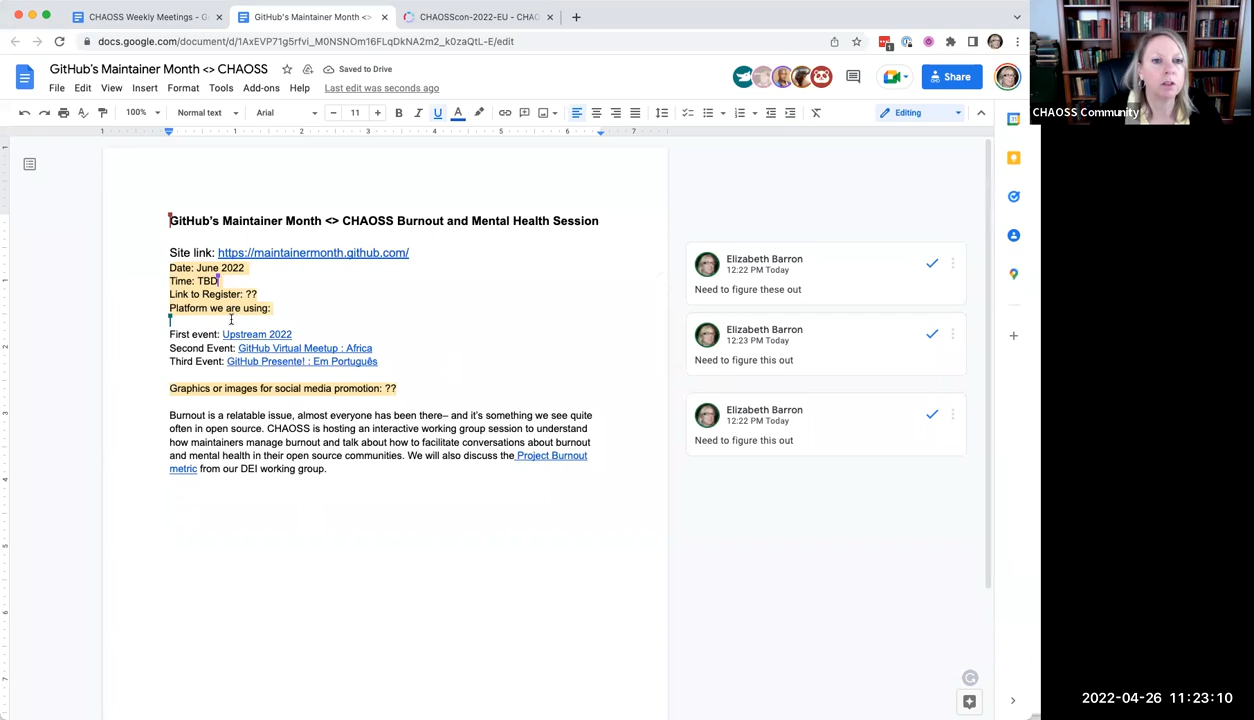 CHAOSS Weekly Meetings - G
GitHub's Maintainer Month <>
CHAOSScon-2022-EU - CHAO
docs.google.com/document/d/1AxEVP71g5rfvi_M0NSNOm16FLqDkNA2m2_k0zaQtL-E/edit
GitHub's Maintainer Month <> CHAOSS
Saved to Drive
File Edit View Insert Format Tools Add-ons Help Last edit was seconds ago
Share
100% Normal text Arial 11 B I U A Editing
GitHub's Maintainer Month <> CHAOSS Burnout and Mental Health Session
Site link: https://maintainermonth.github.com/
Date: June 2022
Time: TBD
Link to Register: ??
Platform we are using:
First event: Upstream 2022
Second Event: GitHub Virtual Meetup : Africa
Third Event: GitHub Presente! : Em Português
Graphics or images for social media promotion: ??
Burnout is a relatable issue, almost everyone has been there– and it's something we see quite
often in open source. CHAOSS is hosting an interactive working group session to understand
how maintainers manage burnout and talk about how to facilitate conversations about burnout
and mental health in their open source communities. We will also discuss the Project Burnout
metric from our DEI working group.
Elizabeth Barron
12:22 PM Today
Need to figure these out
Elizabeth Barron
12:23 PM Today
Need to figure this out
Elizabeth Barron
12:22 PM Today
Need to figure this out
CHAOSS Community
2022-04-26 11:23:10